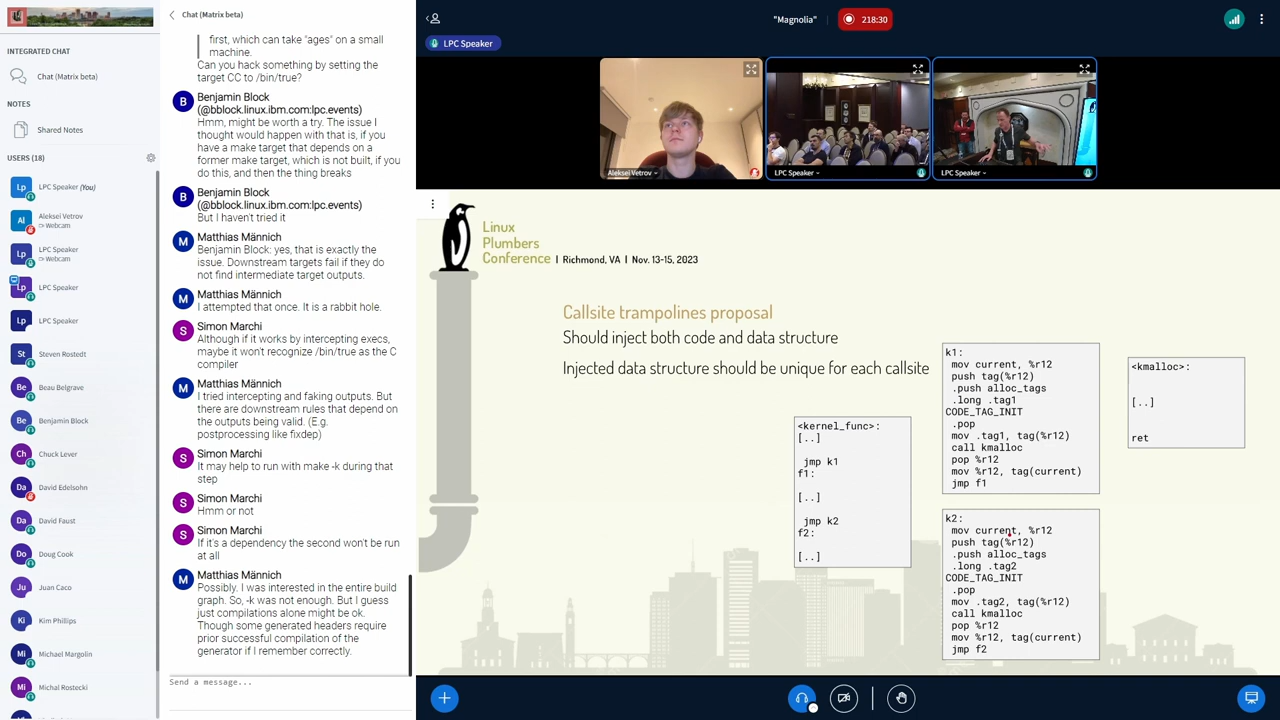 INTEGRATED CHAT
Chat (Matrix beta)
NOTES
Shared Notes
USERS (18)
Lp
LPC Speaker (You)
Al
Aleksei Vetrov
Webcam
Lp
LPC Speaker
Webcam
Lp
LPC Speaker
Lp
LPC Speaker
St
Steven Rostedt
Be
Beau Belgrave
Be
Benjamin Block
Ch
Chuck Lever
Da
David Edelsohn
Da
David Faust
Do
Doug Cook
Ju
Juan Caco
Ki
Kim Phillips
Mi
Michael Margolin
Mi
Michal Rostecki
Chat (Matrix beta)
first, which can take "ages" on a small
machine.
Can you hack something by setting the
target CC to /bin/true?
B
Benjamin Block
(@bblock.linux.ibm.com:lpc.events)
Hmm, might be worth a try. The issue I
thought would happen with that is, if you
have a make target that depends on a
former make target, which is not built, if you
do this, and then the thing breaks
B
Benjamin Block
(@bblock.linux.ibm.com:lpc.events)
But I haven't tried it
M
Matthias Männich
Benjamin Block: yes, that is exactly the
issue. Downstream targets fail if they do
not find intermediate target outputs.
M
Matthias Männich
I attempted that once. It is a rabbit hole.
S
Simon Marchi
Although if it works by intercepting execs,
maybe it won't recognize /bin/true as the C
compiler
M
Matthias Männich
I tried intercepting and faking outputs. But
there are downstream rules that depend on
the outputs being valid. (E.g.
postprocessing like fixdep)
S
Simon Marchi
It may help to run with make -k during that
step
S
Simon Marchi
Hmm or not
S
Simon Marchi
If it's a dependency the second won't be run
at all
M
Matthias Männich
Possibly. I was interested in the entire build
graph. So, -k was not enough. But I guess
just compilations alone might be ok.
Though some generated headers require
prior successful compilation of the
generator if I remember correctly.
Send a message...
"Magnolia"
218:30
LPC Speaker
Aleksei Vetrov
LPC Speaker
LPC Speaker
Linux
Plumbers
Conference | Richmond, VA | Nov. 13-15, 2023
Callsite trampolines proposal
Should inject both code and data structure
Injected data structure should be unique for each callsite
<kernel_func>:
[..]
jmp k1
f1:
[..]
jmp k2
f2:
[..]
k1:
mov current, %r12
push tag(%r12)
.push alloc_tags
.long .tag1
CODE_TAG_INIT
.pop
mov .tag1, tag(%r12)
call kmalloc
pop %r12
mov %r12, tag(current)
jmp f1
k2:
mov current, %r12
push tag(%r12)
.push alloc_tags
.long .tag2
CODE_TAG_INIT
.pop
mov .tag2, tag(%r12)
call kmalloc
pop %r12
mov %r12, tag(current)
jmp f2
<kmalloc>:
[..]
ret